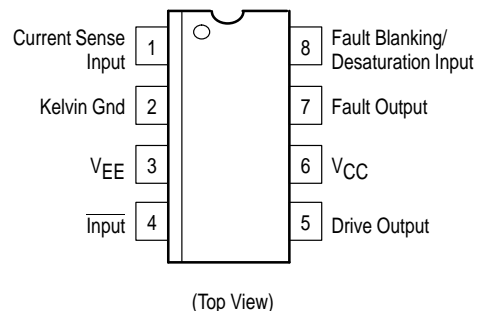 Current Sense
Input
1
8
Fault Blanking/
Desaturation Input
Kelvin Gnd
2
7
Fault Output
VEE
3
6
VCC
Input
4
5
Drive Output
(Top View)